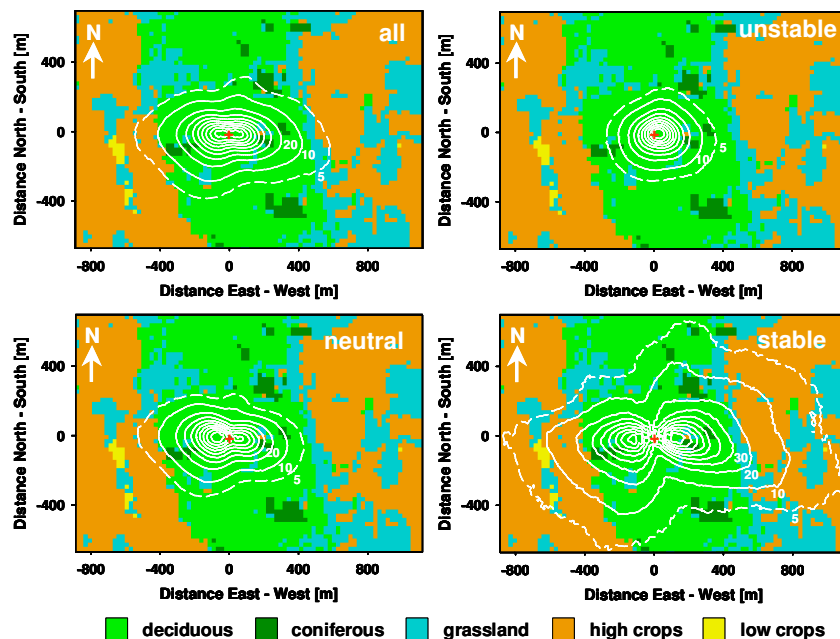 all
N
Distance North - South [m]
400
0
-400
20
10
5
-800 -400 0 400 800
Distance East - West [m]
unstable
N
Distance North - South [m]
400
0
-400
5
10
-800 -400 0 400 800
Distance East - West [m]
neutral
N
Distance North - South [m]
400
0
-400
20
10
5
-800 -400 0 400 800
Distance East - West [m]
stable
N
Distance North - South [m]
400
0
-400
30
20
10
5
-800 -400 0 400 800
Distance East - West [m]
deciduous coniferous grassland high crops low crops